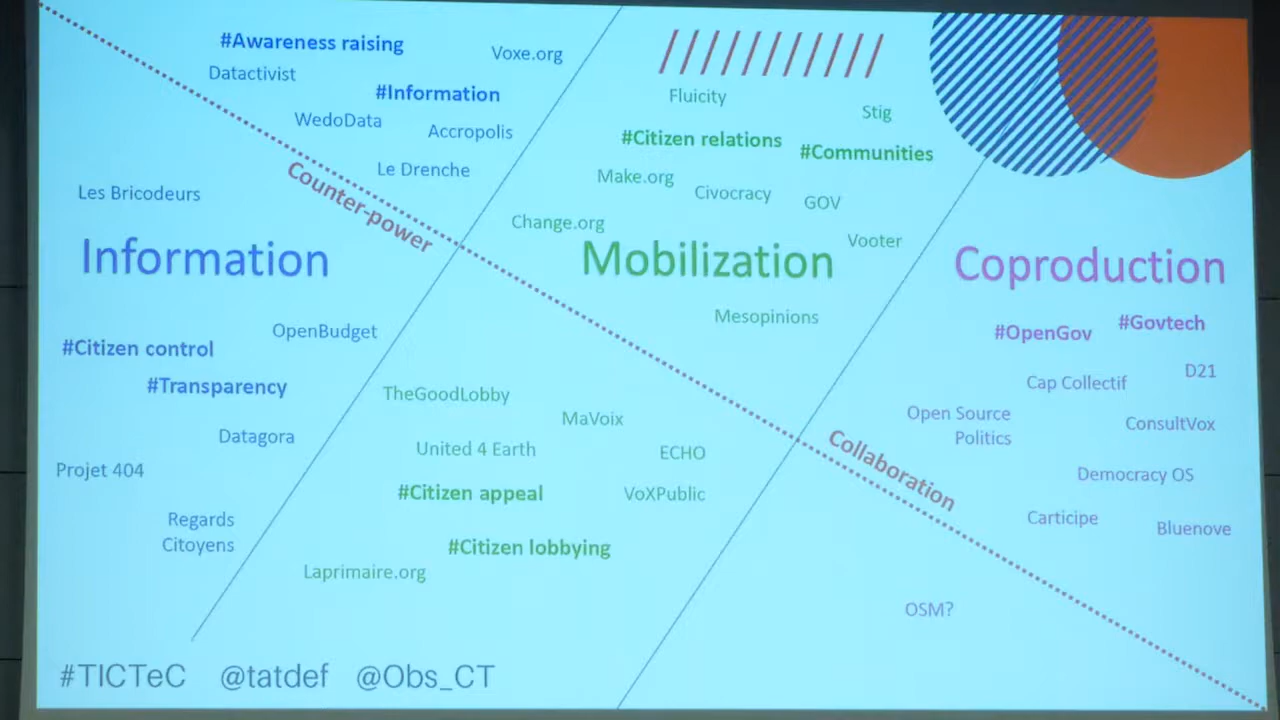 #Awareness raising
Voxe.org
Datactivist
#Information
WedoData
Accropolis
Le Drenche
Les Bricodeurs
Counter-power
Information
OpenBudget
#Citizen control
#Transparency
Datagora
Projet 404
Regards
Citoyens
Fluicity
Stig
#Citizen relations
#Communities
Make.org
Civocracy
GOV
Change.org
Vooter
Mobilization
Mesopinions
TheGoodLobby
MaVoix
United 4 Earth
ECHO
#Citizen appeal
VoXPublic
#Citizen lobbying
Laprimaire.org
Coproduction
#OpenGov
#Govtech
D21
Cap Collectif
Open Source
Politics
ConsultVox
Collaboration
Democracy OS
Carticipe
Bluenove
OSM?
#TICTeC @tatdef @Obs_CT